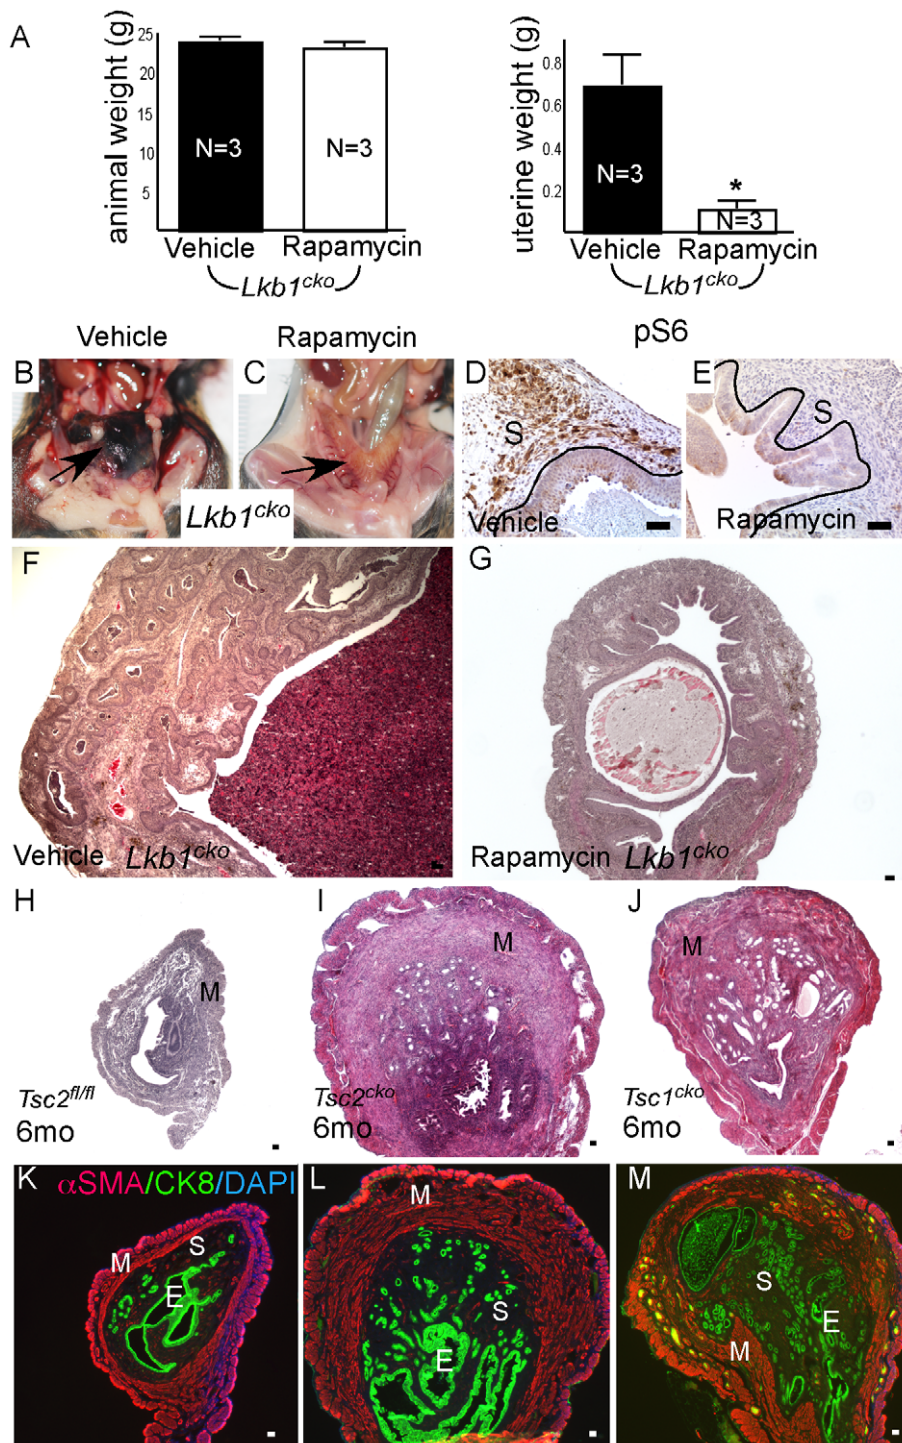 A
animal weight (g)
25
20
15
10
5
N=3
N=3
Vehicle
Rapamycin
Lkb1cko
uterine weight (g)
0.8
0.6
0.4
0.2
N=3
*
N=3
Vehicle
Rapamycin
Lkb1cko
Vehicle
Rapamycin
pS6
B
C
Lkb1cko
D
S
Vehicle
E
S
Rapamycin
F
Vehicle Lkb1cko
G
Rapamycin Lkb1cko
H
M
Tsc2fl/fl
6mo
I
M
Tsc2cko
6mo
J
M
Tsc1cko
6mo
K
αSMA/CK8/DAPI
M
S
E
L
M
S
E
M
S
E
M